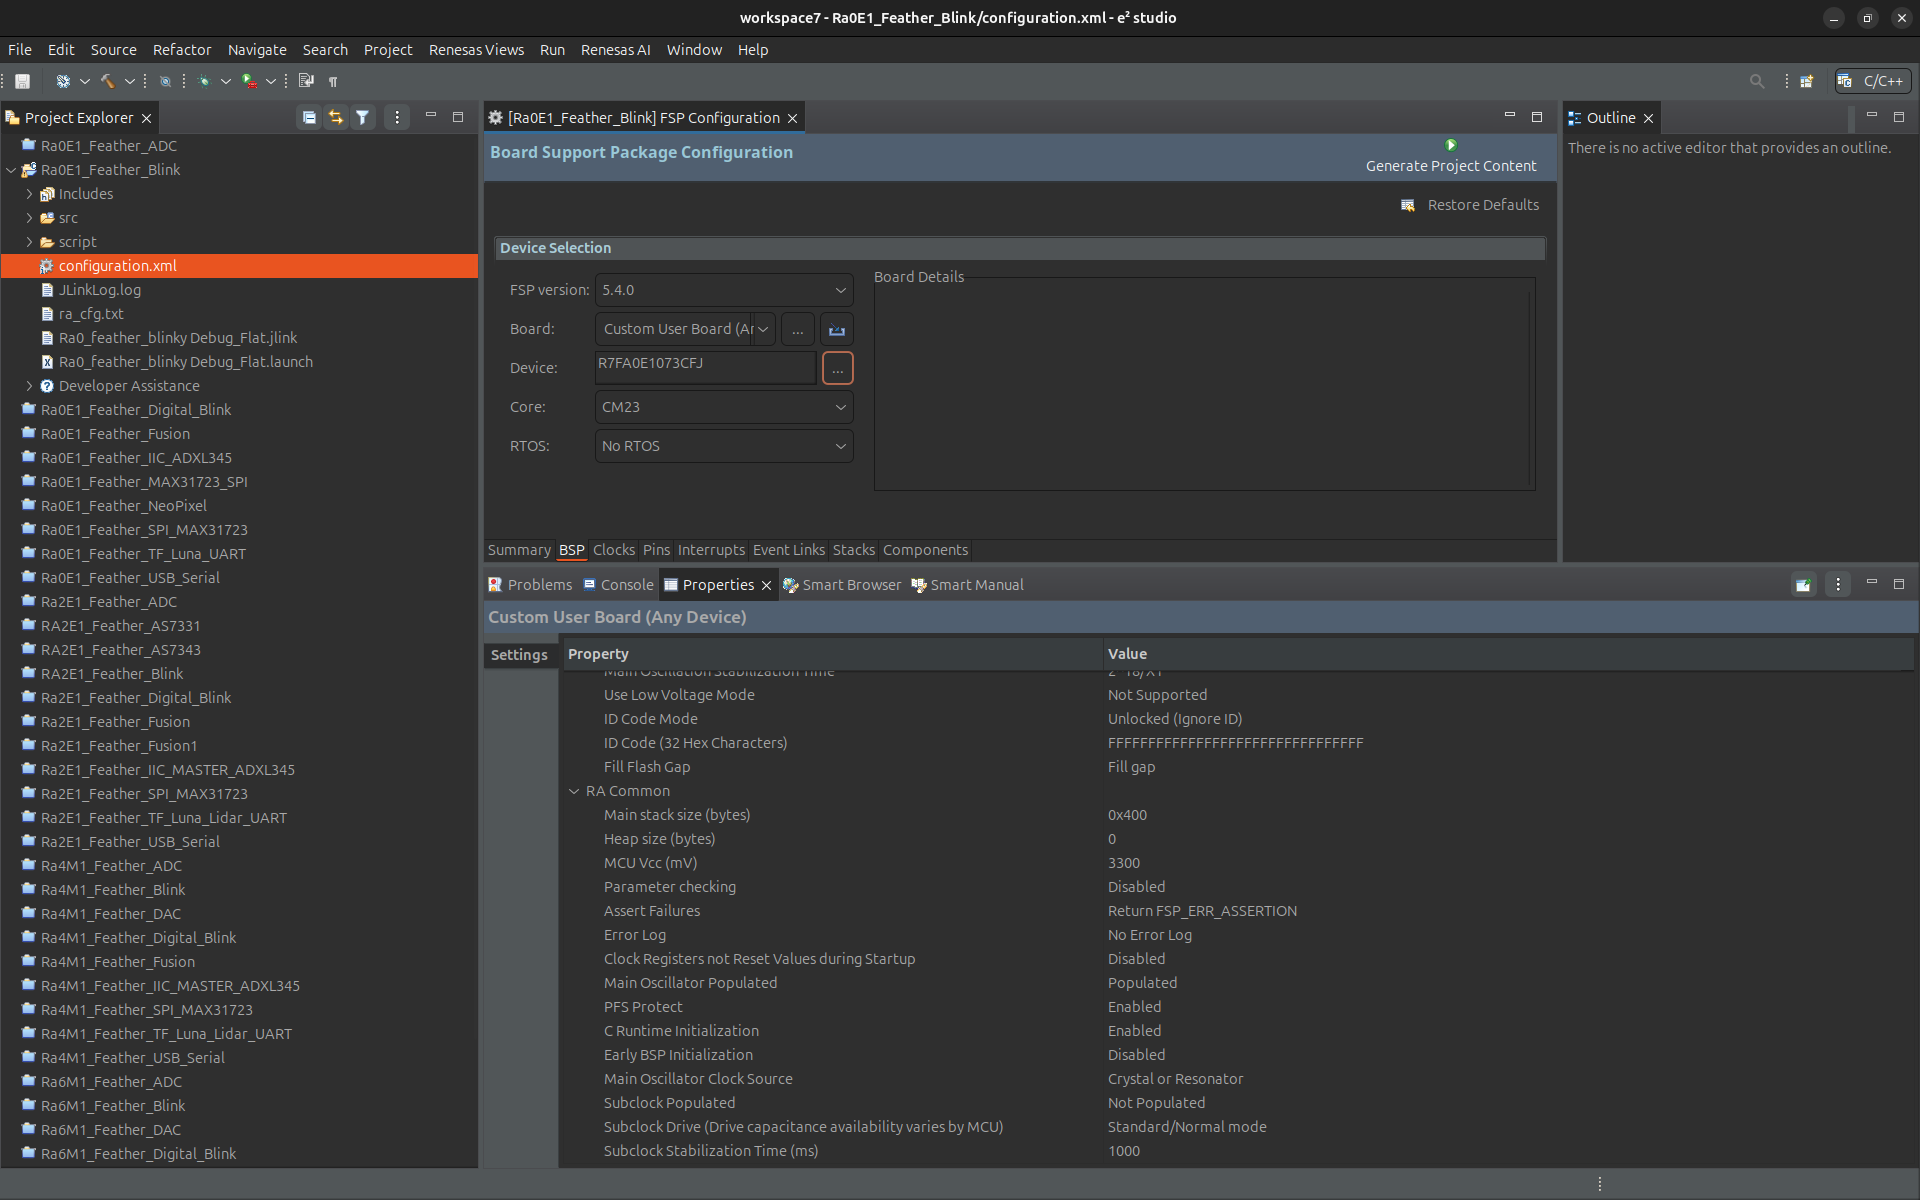 workspace7 - Ra0E1_Feather_Blink/configuration.xml - e² studio
File Edit Source Refactor Navigate Search Project Renesas Views Run Renesas AI Window Help
C/C++
Project Explorer
Ra0E1_Feather_ADC
Ra0E1_Feather_Blink
Includes
src
script
configuration.xml
JLinkLog.log
ra_cfg.txt
Ra0_feather_blinky Debug_Flat.jlink
Ra0_feather_blinky Debug_Flat.launch
Developer Assistance
Ra0E1_Feather_Digital_Blink
Ra0E1_Feather_Fusion
Ra0E1_Feather_IIC_ADXL345
Ra0E1_Feather_MAX31723_SPI
Ra0E1_Feather_NeoPixel
Ra0E1_Feather_SPI_MAX31723
Ra0E1_Feather_TF_Luna_UART
Ra0E1_Feather_USB_Serial
Ra2E1_Feather_ADC
RA2E1_Feather_AS7331
RA2E1_Feather_AS7343
RA2E1_Feather_Blink
Ra2E1_Feather_Digital_Blink
Ra2E1_Feather_Fusion
Ra2E1_Feather_Fusion1
Ra2E1_Feather_IIC_MASTER_ADXL345
Ra2E1_Feather_SPI_MAX31723
Ra2E1_Feather_TF_Luna_Lidar_UART
Ra2E1_Feather_USB_Serial
Ra4M1_Feather_ADC
Ra4M1_Feather_Blink
Ra4M1_Feather_DAC
Ra4M1_Feather_Digital_Blink
Ra4M1_Feather_Fusion
Ra4M1_Feather_IIC_MASTER_ADXL345
Ra4M1_Feather_SPI_MAX31723
Ra4M1_Feather_TF_Luna_Lidar_UART
Ra4M1_Feather_USB_Serial
Ra6M1_Feather_ADC
Ra6M1_Feather_Blink
Ra6M1_Feather_DAC
Ra6M1_Feather_Digital_Blink
[Ra0E1_Feather_Blink] FSP Configuration
Board Support Package Configuration
Generate Project Content
Restore Defaults
Device Selection
FSP version: 5.4.0
Board: Custom User Board (Ar ...
Device: R7FA0E1073CFJ ...
Core: CM23
RTOS: No RTOS
Board Details
Summary BSP Clocks Pins Interrupts Event Links Stacks Components
Outline
There is no active editor that provides an outline.
Problems Console Properties Smart Browser Smart Manual
Custom User Board (Any Device)
Settings
Property Value
Main Oscillation Stabilization Time 2^18/X1
Use Low Voltage Mode Not Supported
ID Code Mode Unlocked (Ignore ID)
ID Code (32 Hex Characters) FFFFFFFFFFFFFFFFFFFFFFFFFFFFFFFF
Fill Flash Gap Fill gap
RA Common
Main stack size (bytes) 0x400
Heap size (bytes) 0
MCU Vcc (mV) 3300
Parameter checking Disabled
Assert Failures Return FSP_ERR_ASSERTION
Error Log No Error Log
Clock Registers not Reset Values during Startup Disabled
Main Oscillator Populated Populated
PFS Protect Enabled
C Runtime Initialization Enabled
Early BSP Initialization Disabled
Main Oscillator Clock Source Crystal or Resonator
Subclock Populated Not Populated
Subclock Drive (Drive capacitance availability varies by MCU) Standard/Normal mode
Subclock Stabilization Time (ms) 1000